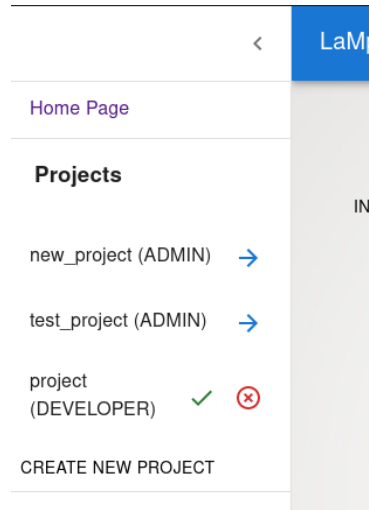 LaM
Home Page
Projects
IN
new_project (ADMIN)
test_project (ADMIN)
project
(DEVELOPER)
CREATE NEW PROJECT